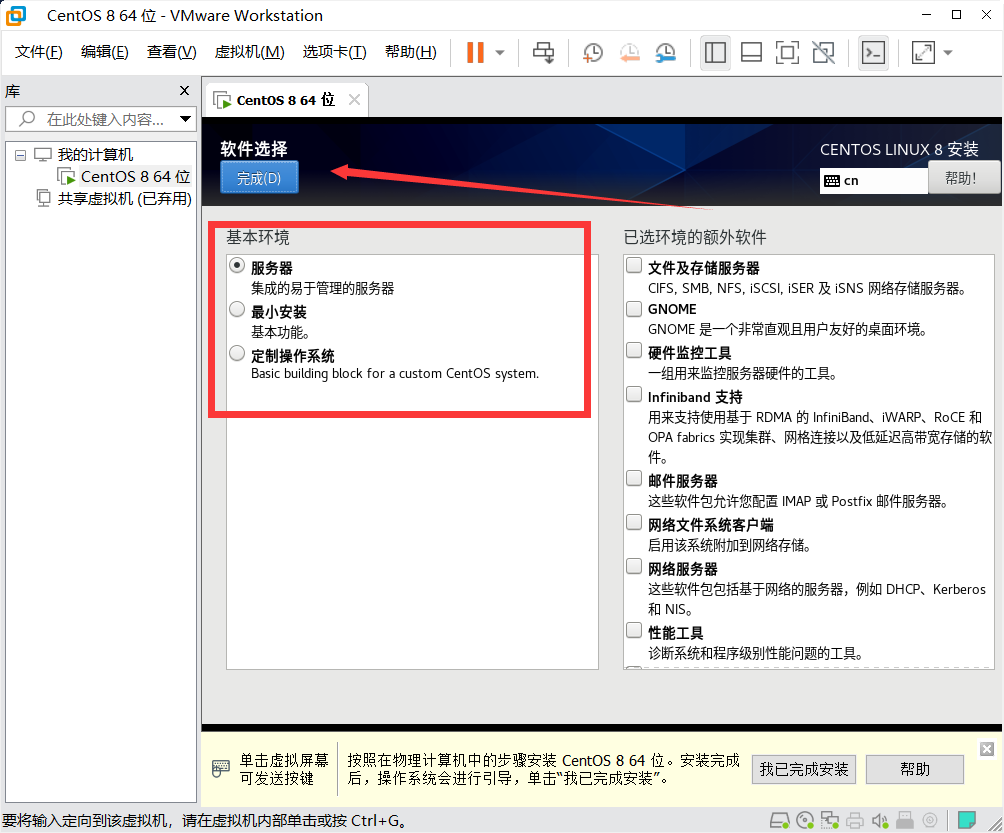 CentOS 8 64 位 - VMware Workstation
文件(F) 编辑(E) 查看(V) 虚拟机(M) 选项卡(T) 帮助(H)
库
在此处键入内容...
我的计算机
CentOS 8 64 位
共享虚拟机 (已弃用)
CentOS 8 64 位
软件选择
完成(D)
CENTOS LINUX 8 安装
cn
帮助!
基本环境
服务器
集成的易于管理的服务器
最小安装
基本功能。
定制操作系统
Basic building block for a custom CentOS system.
已选环境的额外软件
文件及存储服务器
CIFS, SMB, NFS, iSCSI, iSER 及 iSNS 网络存储服务器。
GNOME
GNOME 是一个非常直观且用户友好的桌面环境。
硬件监控工具
一组用来监控服务器硬件的工具。
Infiniband 支持
用来支持使用基于 RDMA 的 InfiniBand、iWARP、RoCE 和
OPA fabrics 实现集群、网格连接以及低延迟高带宽存储的软
件。
邮件服务器
这些软件包允许您配置 IMAP 或 Postfix 邮件服务器。
网络文件系统客户端
启用该系统附加到网络存储。
网络服务器
这些软件包包括基于网络的服务器，例如 DHCP、Kerberos
和 NIS。
性能工具
诊断系统和程序级别性能问题的工具。
单击虚拟屏幕
可发送按键
按照在物理计算机中的步骤安装 CentOS 8 64 位。安装完成
后，操作系统会进行引导，单击“我已完成安装”。
我已完成安装
帮助
要将输入定向到该虚拟机，请在虚拟机内部单击或按 Ctrl+G。